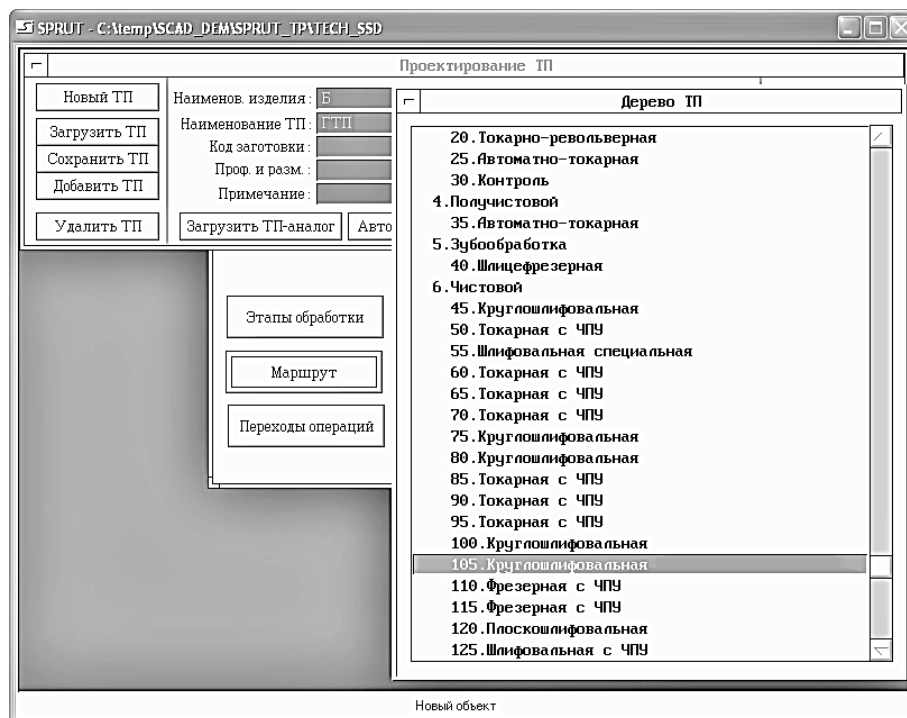 SPRUT - C:\temp\SCAD_DEM\SPRUT_TP\TECH_SSD
Проектирование ТП
Новый ТП
Загрузить ТП
Сохранить ТП
Добавить ТП
Удалить ТП
Наименов. изделия : Б
Наименование ТП : ГТП
Код заготовки :
Проф. и разм. :
Примечание :
Загрузить ТП-аналог
Авто
Этапы обработки
Маршрут
Переходы операций
Дерево ТП
20.Токарно-револьверная
25.Автоматно-токарная
30.Контроль
4.Получистовой
35.Автоматно-токарная
5.Зубообработка
40.Шлицефрезерная
6.Чистовой
45.Круглошлифовальная
50.Токарная с ЧПУ
55.Шлифовальная специальная
60.Токарная с ЧПУ
65.Токарная с ЧПУ
70.Токарная с ЧПУ
75.Круглошлифовальная
80.Круглошлифовальная
85.Токарная с ЧПУ
90.Токарная с ЧПУ
95.Токарная с ЧПУ
100.Круглошлифовальная
105.Круглошлифовальная
110.Фрезерная с ЧПУ
115.Фрезерная с ЧПУ
120.Плоскошлифовальная
125.Шлифовальная с ЧПУ
Новый объект